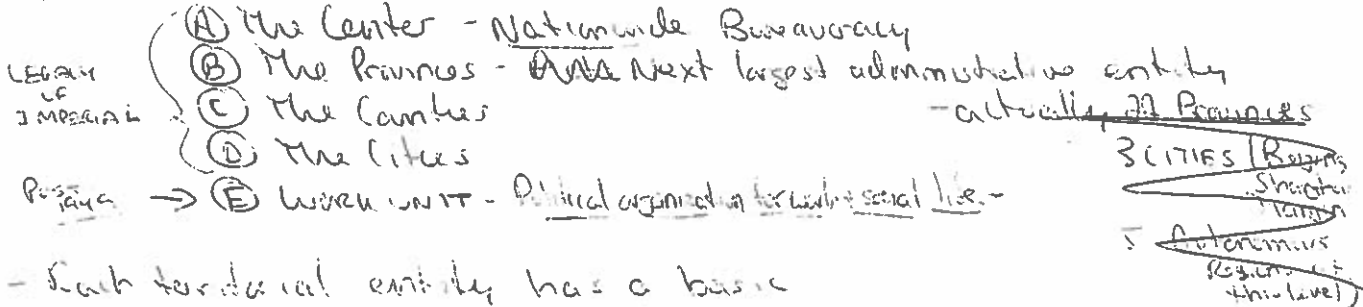 (A) The Center - Nationwide Bureaucracy
LEGACY OF IMPERIAL
(B) The Provinces - Next largest administrative entity
- actually, 22 Provinces
(C) The Counties
3 CITIES (Beijing
Shanghai
Tianjin
(D) The Cities
→ (E) WORK UNIT - Political organization for work + social life -
5 Autonomous
Regions at
this level)
- Each territorial entity has a basic